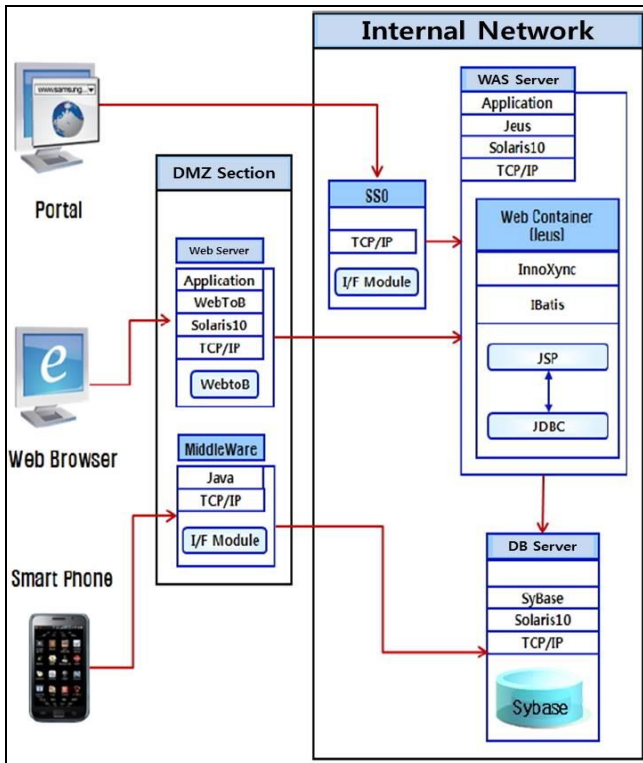 Internal Network
WAS Server
Application
Jeus
Solaris10
TCP/IP
www.samsung...
Portal
DMZ Section
SSO
TCP/IP
I/F Module
Web Container
(Jeus)
InnoXync
IBatis
JSP
JDBC
Web Server
Application
WebToB
Solaris10
TCP/IP
WebtoB
e
Web Browser
MiddleWare
Java
TCP/IP
I/F Module
Smart Phone
DB Server
SyBase
Solaris10
TCP/IP
Sybase